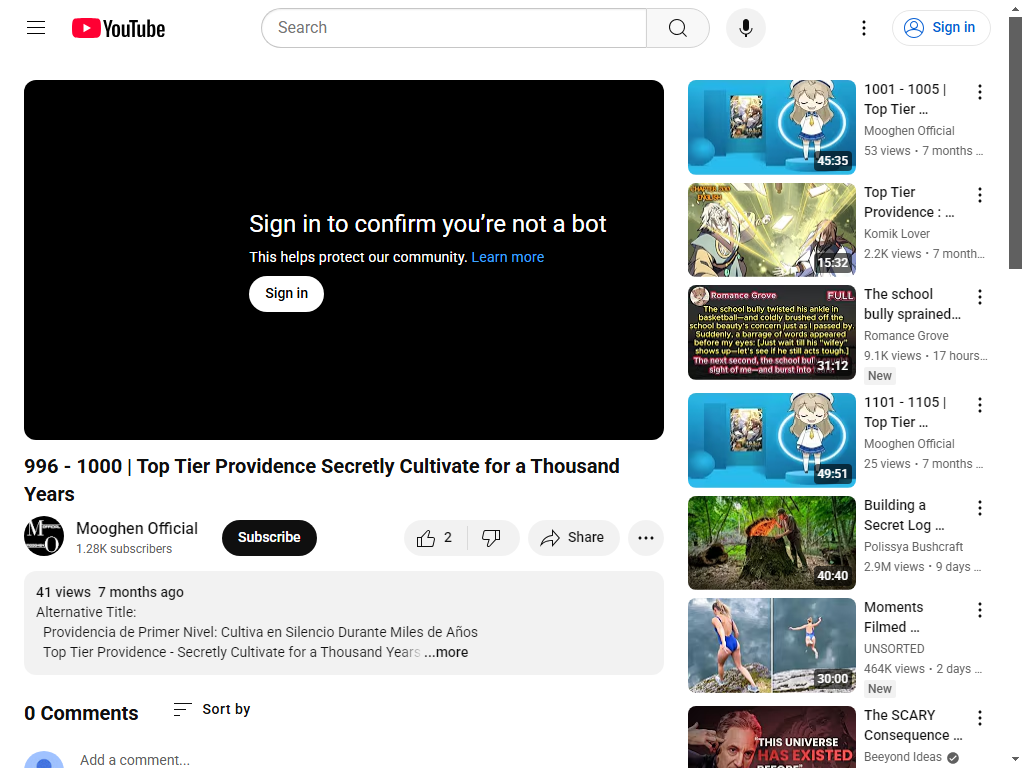 YouTube
Search
Sign in
Sign in to confirm you’re not a bot
This helps protect our community. Learn more
Sign in
996 - 1000 | Top Tier Providence Secretly Cultivate for a Thousand
Years
Mooghen Official
1.28K subscribers
Subscribe
2
Share
41 views 7 months ago
Alternative Title:
Providencia de Primer Nivel: Cultiva en Silencio Durante Miles de Años
Top Tier Providence - Secretly Cultivate for a Thousand Years ...more
0 Comments
Sort by
Add a comment...
45:35
1001 - 1005 |
Top Tier ...
Mooghen Official
53 views • 7 months ...
15:32
Top Tier
Providence : ...
Komik Lover
2.2K views • 7 month...
Romance Grove
FULL
The school bully twisted his ankle in
basketball—and coldly brushed off the
school beauty's concern just as I passed by.
Suddenly, a barrage of words appeared
before my eyes: [Just wait till his "wifey"
shows up—let's see if he still acts tough.]
The next second, the school bu
sight of me—and burst into
31:12
The school
bully sprained...
Romance Grove
9.1K views • 17 hours...
New
49:51
1101 - 1105 |
Top Tier ...
Mooghen Official
25 views • 7 months ...
40:40
Building a
Secret Log ...
Polissya Bushcraft
2.9M views • 9 days ...
30:00
Moments
Filmed ...
UNSORTED
464K views • 2 days ...
New
"THIS UNIVERSE
HAS EXISTED
BEFORE"
The SCARY
Consequence ...
Beeyond Ideas